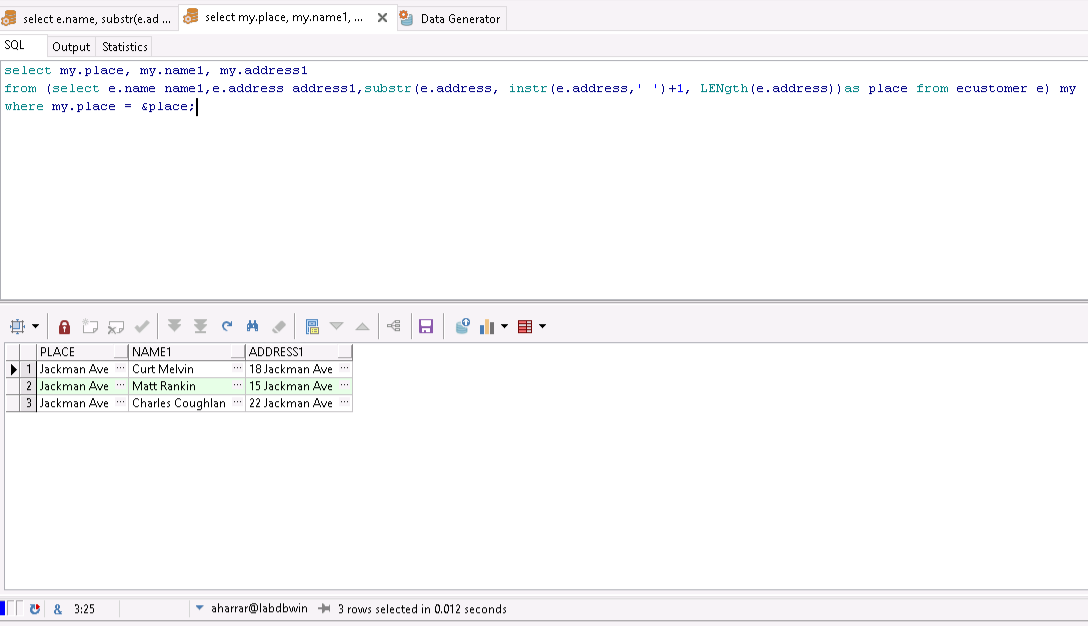 select e.name, substr(e.ad ... select my.place, my.name1, ... Data Generator
SQL Output Statistics
select my.place, my.name1, my.address1
from (select e.name name1,e.address address1,substr(e.address, instr(e.address,' ')+1, LENgth(e.address))as place from ecustomer e) my
where my.place = &place;
PLACE NAME1 ADDRESS1
1 Jackman Ave ... Curt Melvin ... 18 Jackman Ave ...
2 Jackman Ave ... Matt Rankin ... 15 Jackman Ave ...
3 Jackman Ave ... Charles Coughlan ... 22 Jackman Ave ...
& 3:25 aharrar@labdbwin 3 rows selected in 0.012 seconds